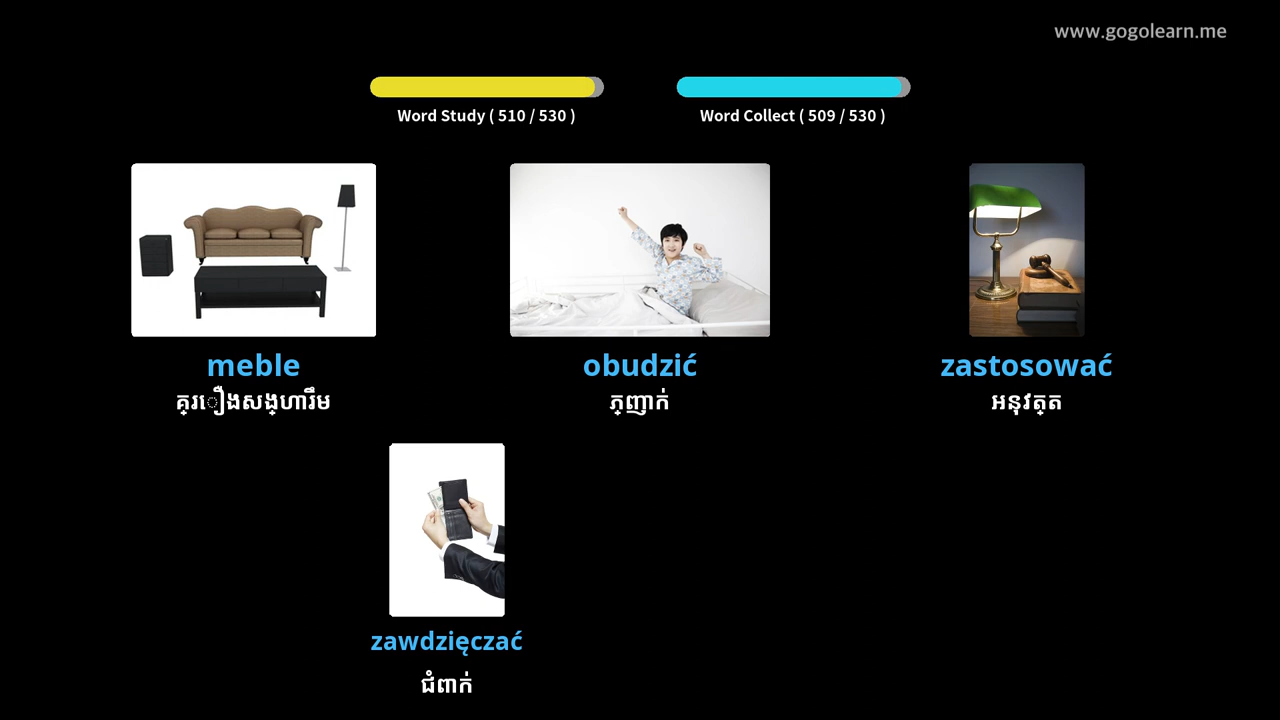 www.gogolearn.me
Word Study ( 510 / 530 )
Word Collect ( 509 / 530 )
meble
obudzić
zastosować
គ្រឿងសង្ហារឹម
ភ្ញាក់
អនុវត្ត
zawdzięczać
ជំពាក់